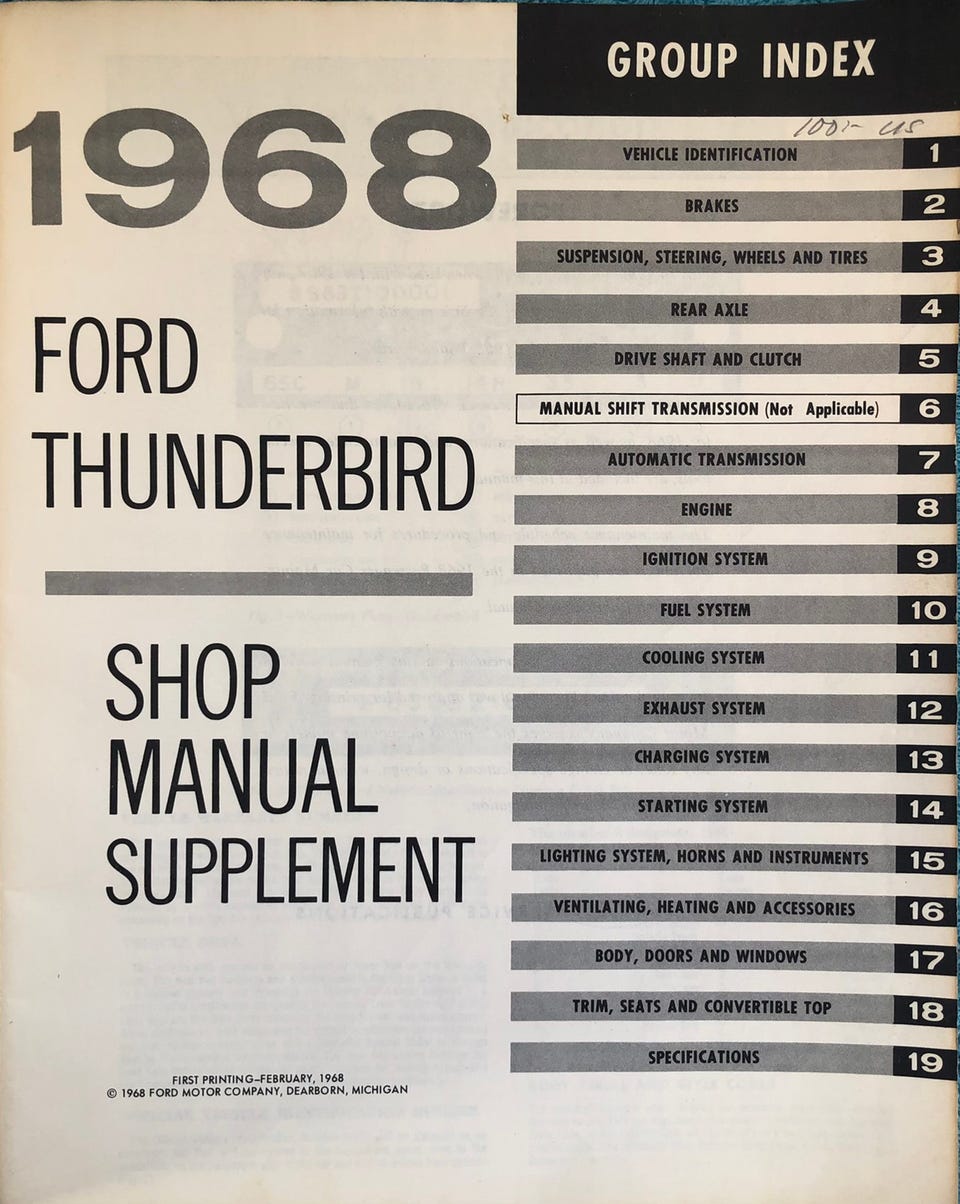 1968
FORD
THUNDERBIRD
SHOP
MANUAL
SUPPLEMENT
FIRST PRINTING–FEBRUARY, 1968
© 1968 FORD MOTOR COMPANY, DEARBORN, MICHIGAN
GROUP INDEX
VEHICLE IDENTIFICATION 1
BRAKES 2
SUSPENSION, STEERING, WHEELS AND TIRES 3
REAR AXLE 4
DRIVE SHAFT AND CLUTCH 5
MANUAL SHIFT TRANSMISSION (Not Applicable) 6
AUTOMATIC TRANSMISSION 7
ENGINE 8
IGNITION SYSTEM 9
FUEL SYSTEM 10
COOLING SYSTEM 11
EXHAUST SYSTEM 12
CHARGING SYSTEM 13
STARTING SYSTEM 14
LIGHTING SYSTEM, HORNS AND INSTRUMENTS 15
VENTILATING, HEATING AND ACCESSORIES 16
BODY, DOORS AND WINDOWS 17
TRIM, SEATS AND CONVERTIBLE TOP 18
SPECIFICATIONS 19